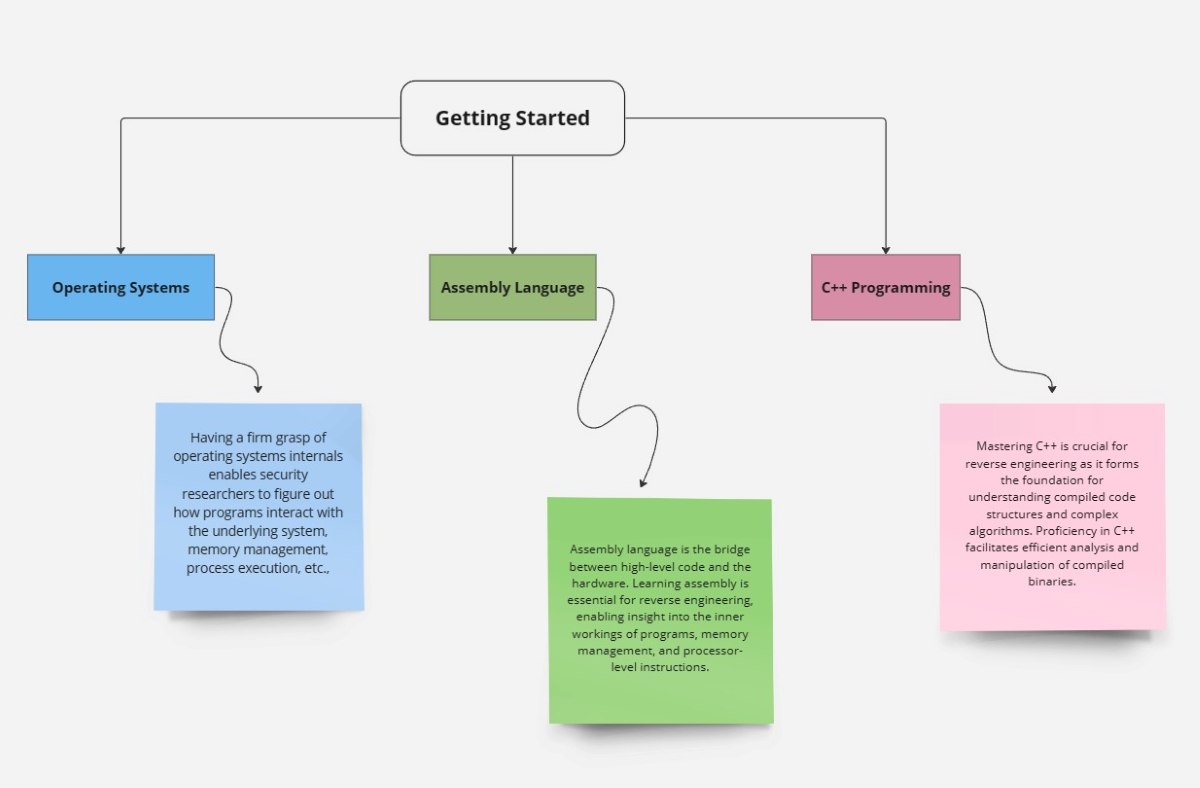 Getting Started
Operating Systems
Assembly Language
C++ Programming
Having a firm grasp of
operating systems internals
enables security
researchers to figure out
how programs interact with
the underlying system,
memory management,
process execution, etc.,
Assembly language is the bridge
between high-level code and the
hardware. Learning assembly is
essential for reverse engineering,
enabling insight into the inner
workings of programs, memory
management, and processor-
level instructions.
Mastering C++ is crucial for
reverse engineering as it forms
the foundation for
understanding compiled code
structures and complex
algorithms. Proficiency in C++
facilitates efficient analysis and
manipulation of compiled
binaries.